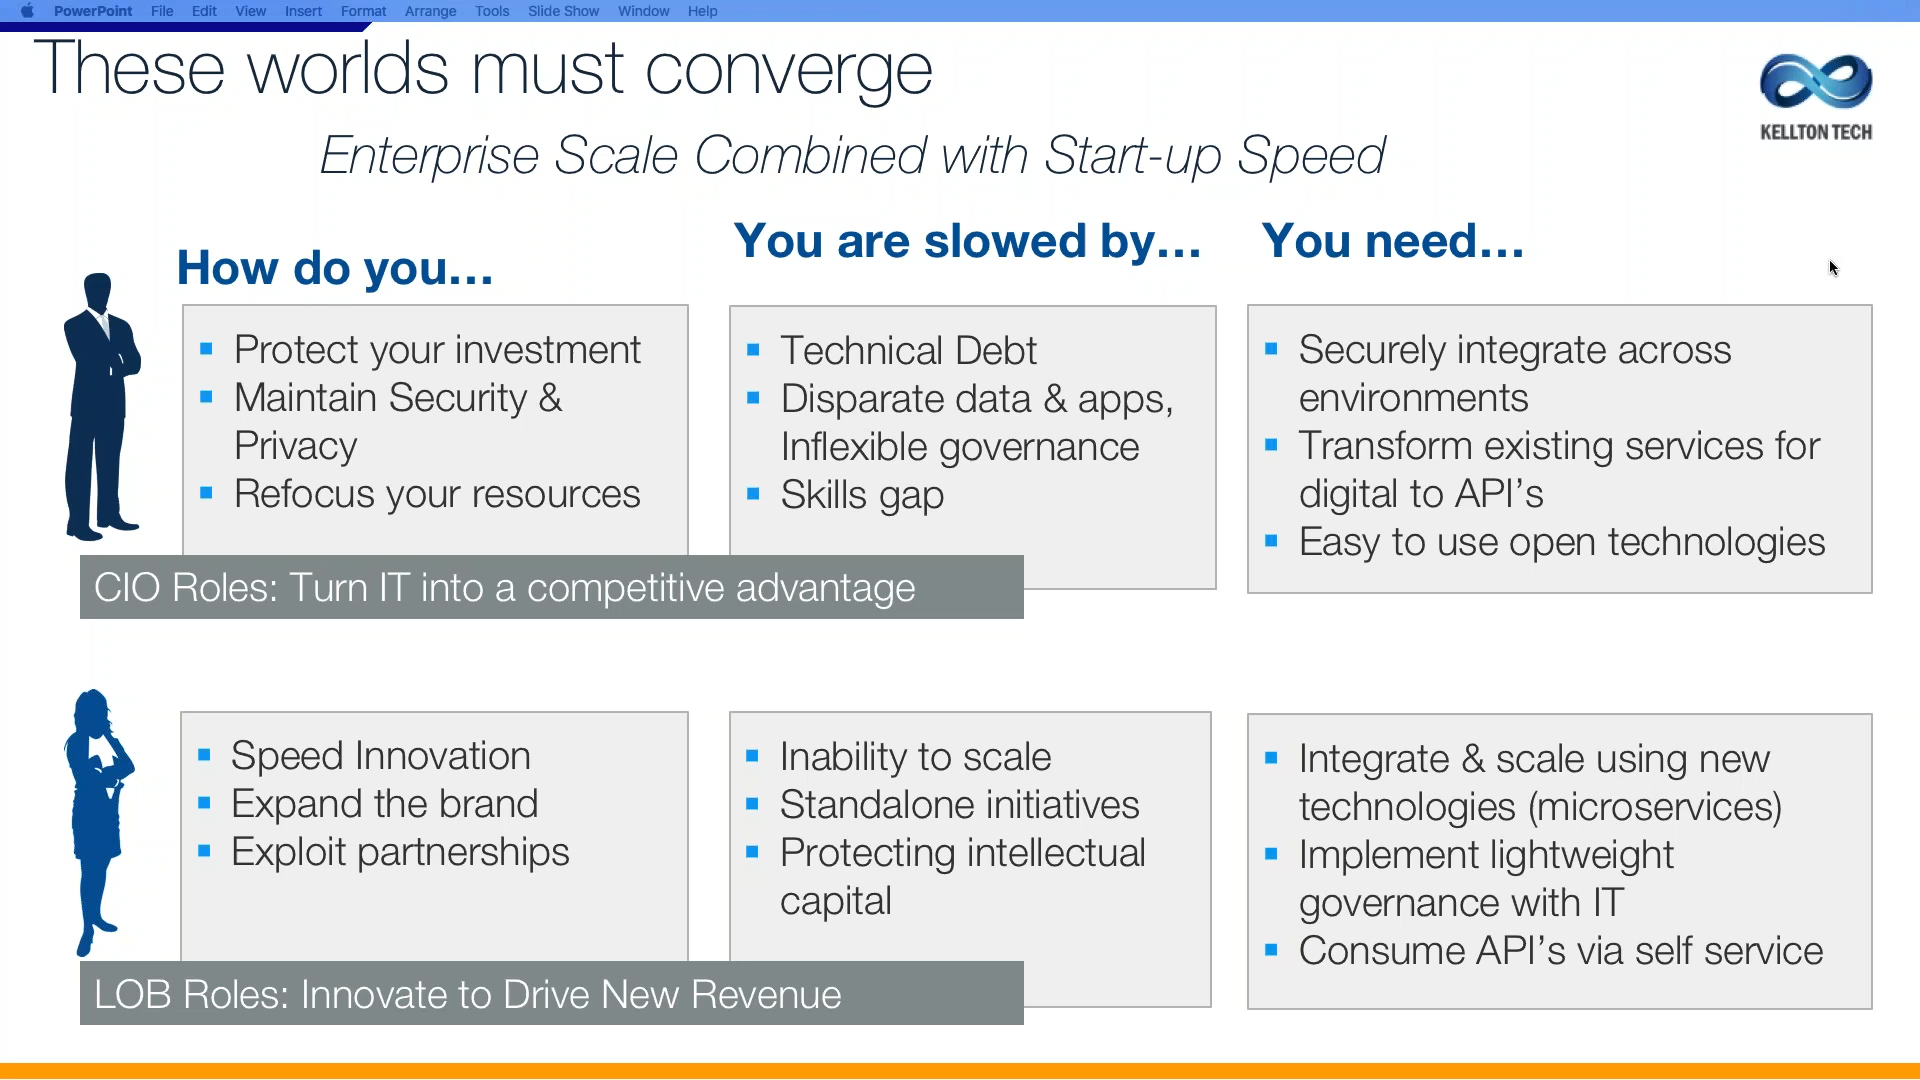 PowerPoint File Edit View Insert Format Arrange Tools Slide Show Window Help
These worlds must converge
KELLTON TECH
Enterprise Scale Combined with Start-up Speed
How do you...
You are slowed by...
You need...
Protect your investment
Maintain Security &
Privacy
Refocus your resources
Technical Debt
Disparate data & apps,
Inflexible governance
Skills gap
Securely integrate across
environments
Transform existing services for
digital to API's
Easy to use open technologies
CIO Roles: Turn IT into a competitive advantage
Speed Innovation
Expand the brand
Exploit partnerships
Inability to scale
Standalone initiatives
Protecting intellectual
capital
Integrate & scale using new
technologies (microservices)
Implement lightweight
governance with IT
Consume API's via self service
LOB Roles: Innovate to Drive New Revenue